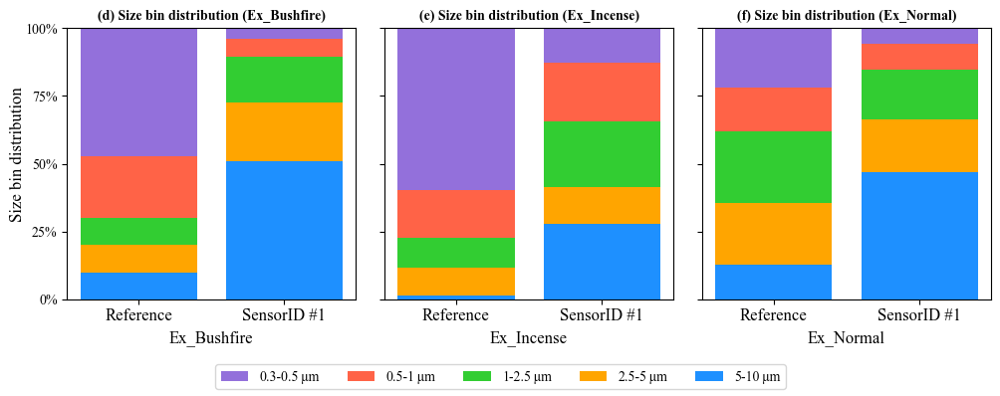 (d) Size bin distribution (Ex_Bushfire)
(e) Size bin distribution (Ex_Incense)
(f) Size bin distribution (Ex_Normal)
Size bin distribution
100%
75%
50%
25%
0%
Reference SensorID #1
Reference SensorID #1
Reference SensorID #1
Ex_Bushfire
Ex_Incense
Ex_Normal
0.3-0.5 μm 0.5-1 μm 1-2.5 μm 2.5-5 μm 5-10 μm